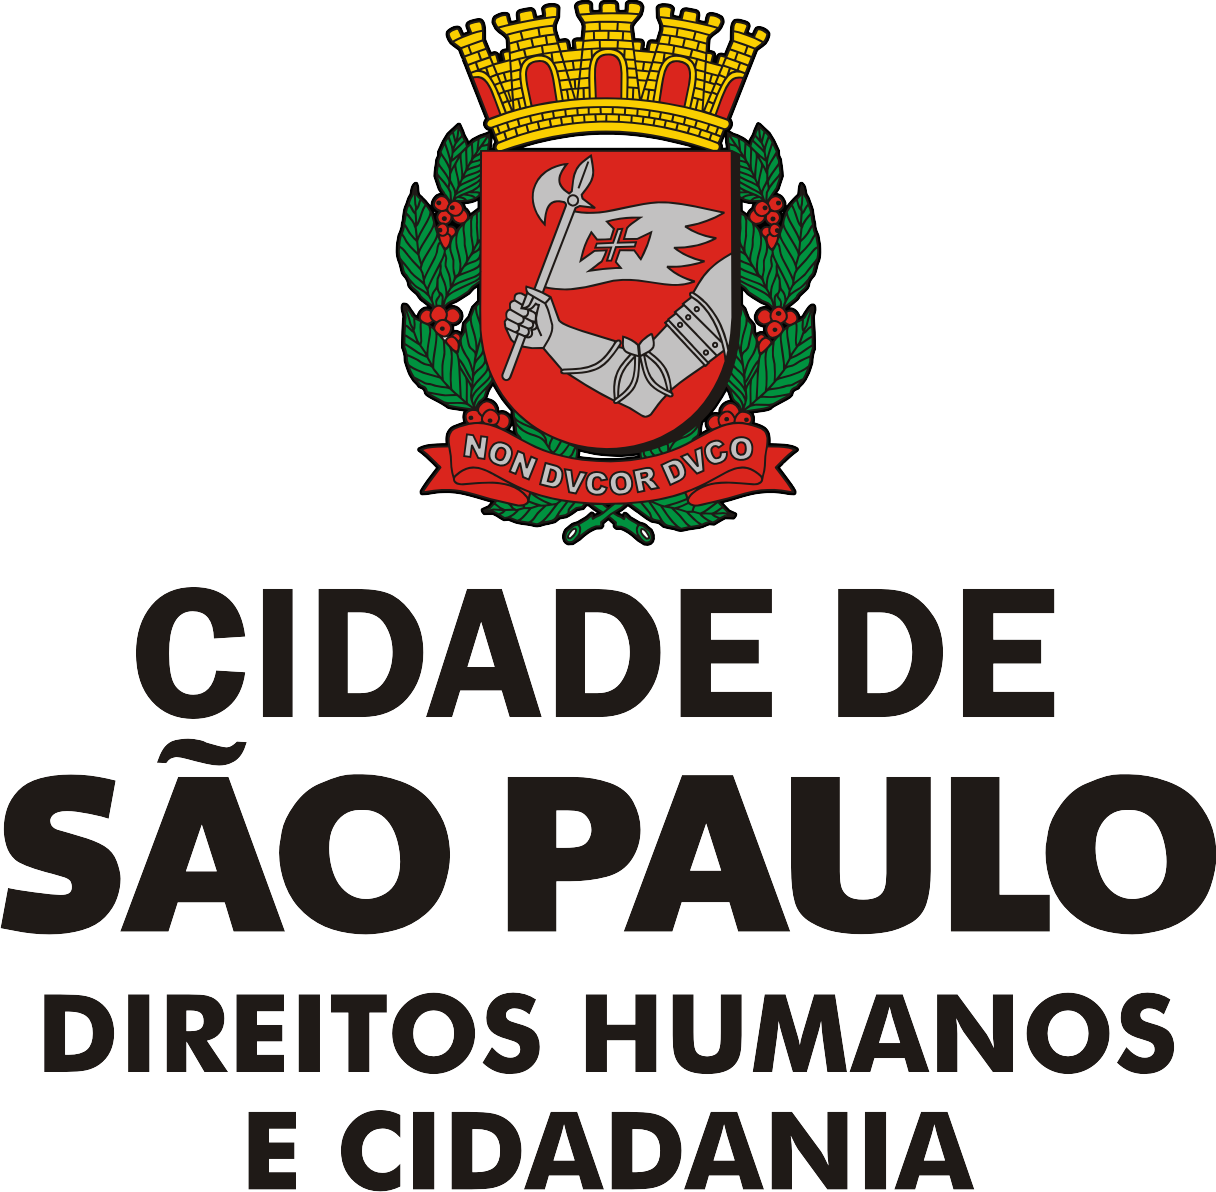 NON DVCOR DVCO
CIDADE DE
SÃO PAULO
DIREITOS HUMANOS
E CIDADANIA